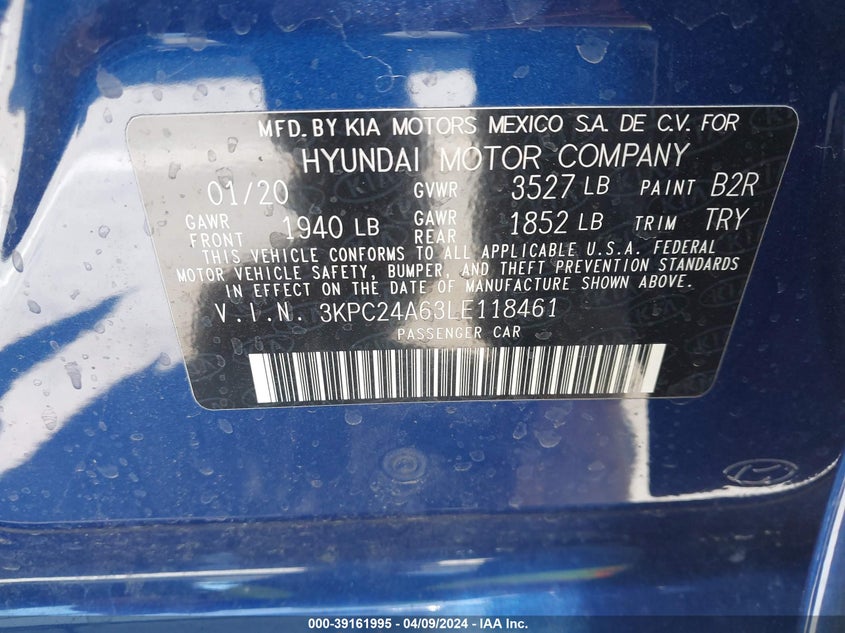 MFD. BY KIA MOTORS MEXICO S.A. DE C.V. FOR
HYUNDAI MOTOR COMPANY
01/20 GVWR 3527 LB PAINT B2R
GAWR FRONT 1940 LB GAWR REAR 1852 LB TRIM TRY
THIS VEHICLE CONFORMS TO ALL APPLICABLE U.S.A. FEDERAL
MOTOR VEHICLE SAFETY, BUMPER, AND THEFT PREVENTION STANDARDS
IN EFFECT ON THE DATE OF MANUFACTURE SHOWN ABOVE.
V.I.N. 3KPC24A63LE118461
PASSENGER CAR
000-39161995 - 04/09/2024 - IAA Inc.